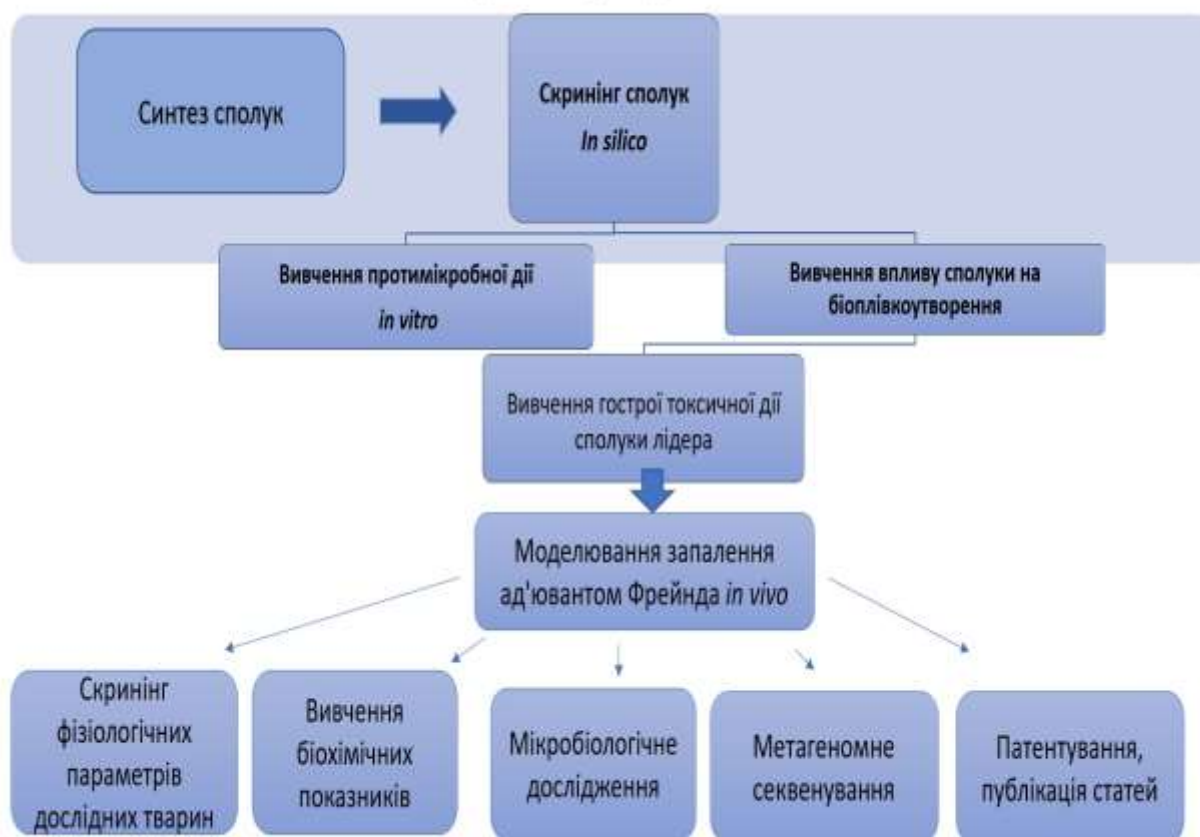 Синтез сполук
Скринінг сполук
In silico
Вивчення протимікробної дії
in vitro
Вивчення впливу сполуки на
біоплівкоутворення
Вивчення гострої токсичної дії
сполуки лідера
Моделювання запалення
ад'ювантом Фрейнда in vivo
Скринінг
фізіологічних
параметрів
дослідних тварин
Вивчення
біохімічних
показників
Мікробіологічне
дослідження
Метагеномне
секвенування
Патентування,
публікація статей